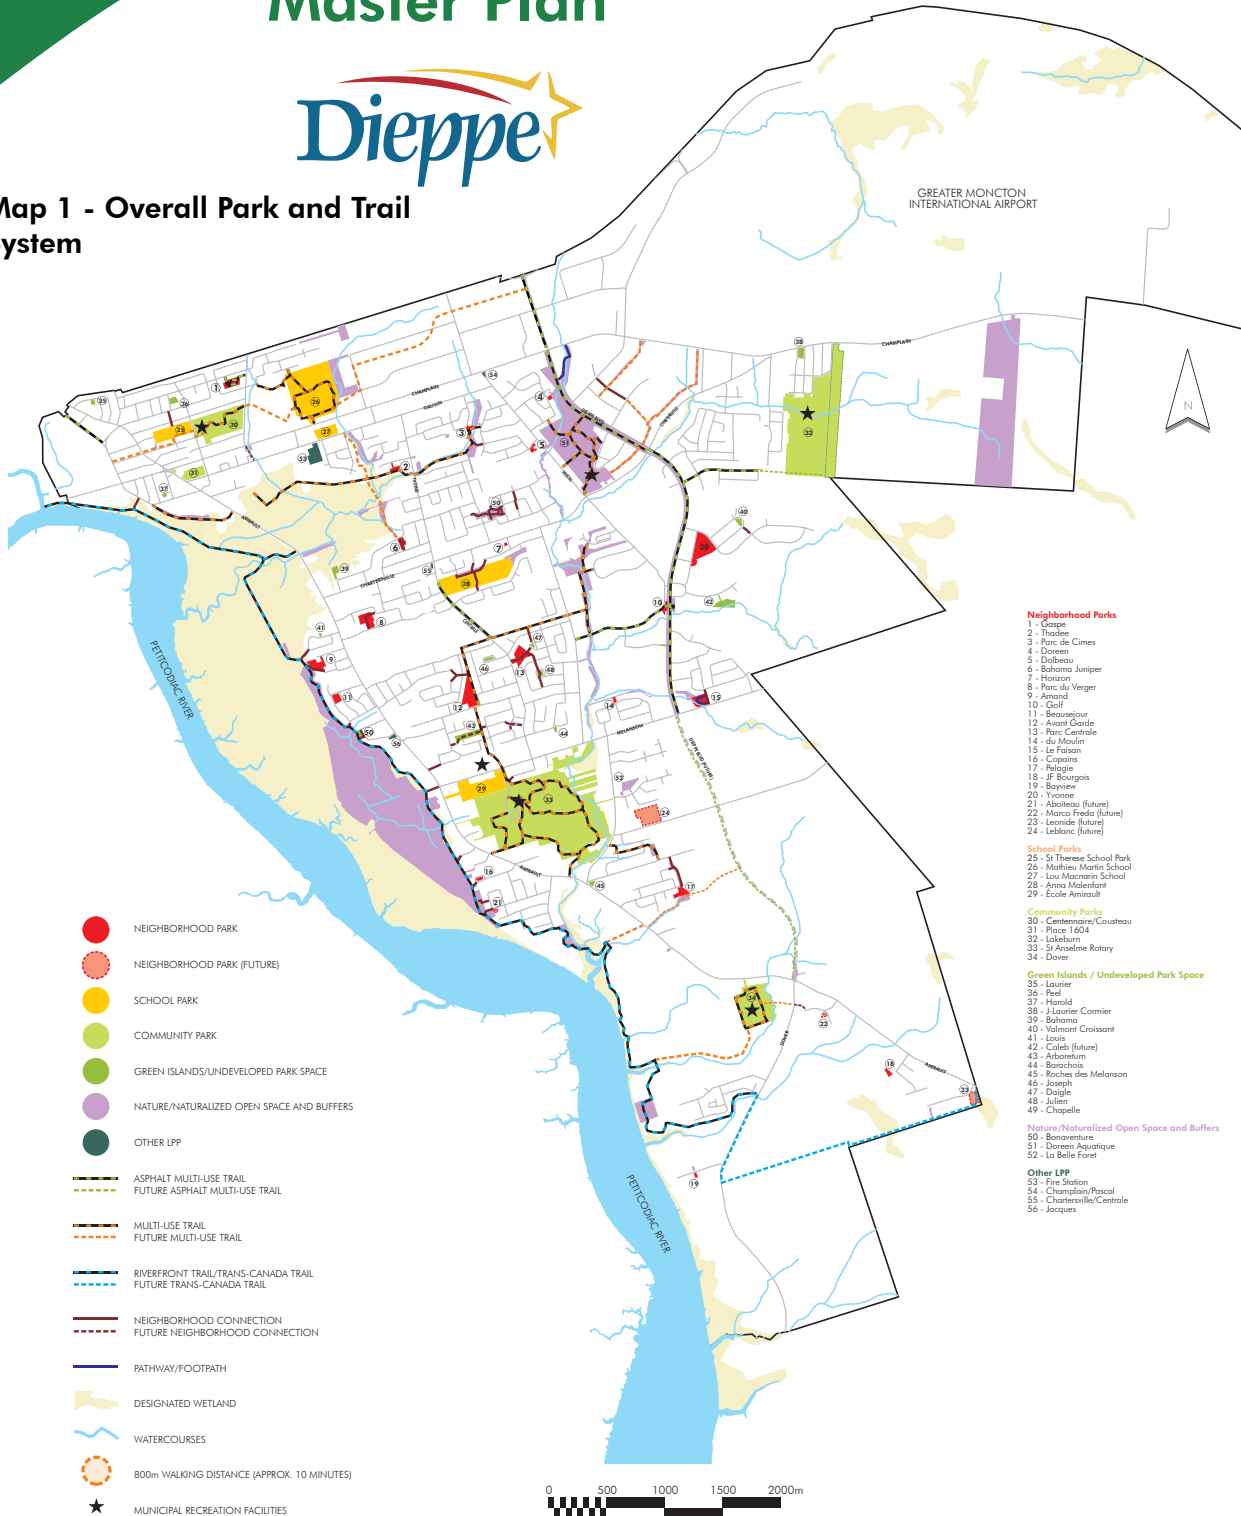 Master Plan
Dieppe
Map 1 - Overall Park and Trail
System
GREATER MONCTON
INTERNATIONAL AIRPORT
CHAMPLAIN
CHAMPLAIN
GAUVIN
AMIRAULT
CHARTERSVILLE
CENTRALE
MELANSON
DIEPPE BLVD (FUTURE)
AMIRAULT
DOVER
AMIRAULT
PETITCODIAC RIVER
PETITCODIAC RIVER
N
Neighborhood Parks
1 - Gaspe
2 - Thadee
3 - Parc de Cimes
4 - Doreen
5 - Dolbeau
6 - Bahama Juniper
7 - Horizon
8 - Parc du Verger
9 - Amand
10 - Golf
11 - Beausejour
12 - Avant Garde
13 - Parc Centrale
14 - du Moulin
15 - Le Faisan
16 - Copains
17 - Pelagie
18 - JF Bourgois
19 - Bayview
20 - Yvonne
21 - Aboiteau (future)
22 - Marco Freda (future)
23 - Leonide (future)
24 - Leblanc (future)
School Parks
25 - St Therese School Park
26 - Mathieu Martin School
27 - Lou Macnarin School
28 - Anna Malenfant
29 - École Amirault
Community Parks
30 - Centennaire/Cousteau
31 - Place 1604
32 - Lakeburn
33 - St Anselme Rotary
34 - Dover
Green Islands / Undeveloped Park Space
35 - Laurier
36 - Peel
37 - Harold
38 - J-Laurier Cormier
39 - Bahama
40 - Valmont Croissant
41 - Louis
42 - Caleb (future)
43 - Arboretum
44 - Barachois
45 - Roches des Melanson
46 - Joseph
47 - Daigle
48 - Julien
49 - Chapelle
Nature/Naturalized Open Space and Buffers
50 - Bonaventure
51 - Doreen Aquatique
52 - La Belle Foret
Other LPP
53 - Fire Station
54 - Champlain/Pascal
55 - Chartersville/Centrale
56 - Jacques
NEIGHBORHOOD PARK
NEIGHBORHOOD PARK (FUTURE)
SCHOOL PARK
COMMUNITY PARK
GREEN ISLANDS/UNDEVELOPED PARK SPACE
NATURE/NATURALIZED OPEN SPACE AND BUFFERS
OTHER LPP
ASPHALT MULTI-USE TRAIL
FUTURE ASPHALT MULTI-USE TRAIL
MULTI-USE TRAIL
FUTURE MULTI-USE TRAIL
RIVERFRONT TRAIL/TRANS-CANADA TRAIL
FUTURE TRANS-CANADA TRAIL
NEIGHBORHOOD CONNECTION
FUTURE NEIGHBORHOOD CONNECTION
PATHWAY/FOOTPATH
DESIGNATED WETLAND
WATERCOURSES
800m WALKING DISTANCE (APPROX. 10 MINUTES)
MUNICIPAL RECREATION FACILITIES
0 500 1000 1500 2000m